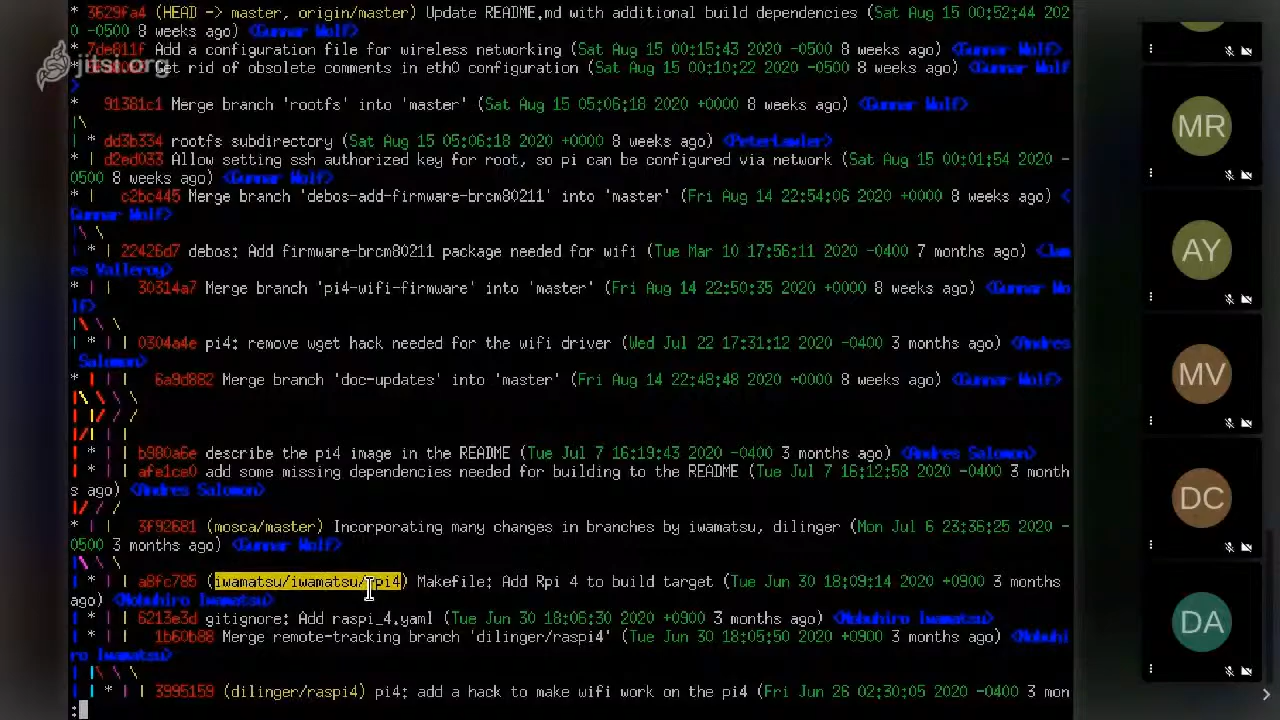 * 3629fa4 (HEAD -> master, origin/master) Update README.md with additional build dependencies (Sat Aug 15 00:52:44 202
0 -0500 8 weeks ago) <Gunnar Wolf>
* 7de811f Add a configuration file for wireless networking (Sat Aug 15 00:15:43 2020 -0500 8 weeks ago) <Gunnar Wolf>
jitsi.org
Get rid of obsolete comments in eth0 configuration (Sat Aug 15 00:10:22 2020 -0500 8 weeks ago) <Gunnar Wolf
>
*   91381c1 Merge branch 'rootfs' into 'master' (Sat Aug 15 05:06:18 2020 +0000 8 weeks ago) <Gunnar Wolf>
|\
| * dd3b334 rootfs subdirectory (Sat Aug 15 05:06:18 2020 +0000 8 weeks ago) <PeterLawler>
* | d2ed033 Allow setting ssh authorized key for root, so pi can be configured via network (Sat Aug 15 00:01:54 2020 -
0500 8 weeks ago) <Gunnar Wolf>
* |   c2bc445 Merge branch 'debos-add-firmware-brcm80211' into 'master' (Fri Aug 14 22:54:06 2020 +0000 8 weeks ago) <
Gunnar Wolf>
|\ \
| * | 22426d7 debos: Add firmware-brcm80211 package needed for wifi (Tue Mar 10 17:56:11 2020 -0400 7 months ago) <Jam
es Valleroy>
* | |   30314a7 Merge branch 'pi4-wifi-firmware' into 'master' (Fri Aug 14 22:50:35 2020 +0000 8 weeks ago) <Gunnar Wo
lf>
|\ \ \
| * | | 0304a4e pi4: remove wget hack needed for the wifi driver (Wed Jul 22 17:31:12 2020 -0400 3 months ago) <Andres
Salomon>
* | | |   6a9d882 Merge branch 'doc-updates' into 'master' (Fri Aug 14 22:48:48 2020 +0000 8 weeks ago) <Gunnar Wolf>
|\ \ \ \
| |/ / /
|/| | |
| * | | b980a6e describe the pi4 image in the README (Tue Jul 7 16:19:43 2020 -0400 3 months ago) <Andres Salomon>
| * | | afe1ce0 add some missing dependencies needed for building to the README (Tue Jul 7 16:12:58 2020 -0400 3 month
s ago) <Andres Salomon>
|/ / /
* | |   3f92681 (mosca/master) Incorporating many changes in branches by iwamatsu, dilinger (Mon Jul 6 23:36:25 2020 -
0500 3 months ago) <Gunnar Wolf>
|\ \ \
| * | | a8fc785 (iwamatsu/iwamatsu/rpi4) Makefile: Add Rpi 4 to build target (Tue Jun 30 18:09:14 2020 +0900 3 months
ago) <Nobuhiro Iwamatsu>
| * | | 6213e3d gitignore: Add raspi_4.yaml (Tue Jun 30 18:06:30 2020 +0900 3 months ago) <Nobuhiro Iwamatsu>
| * | |   1b60b88 Merge remote-tracking branch 'dilinger/raspi4' (Tue Jun 30 18:05:50 2020 +0900 3 months ago) <Nobuhi
ro Iwamatsu>
| |\ \ \
| | * | | 3995159 (dilinger/raspi4) pi4: add a hack to make wifi work on the pi4 (Fri Jun 26 02:30:05 2020 -0400 3 mon
:
MR
AY
MV
DC
DA